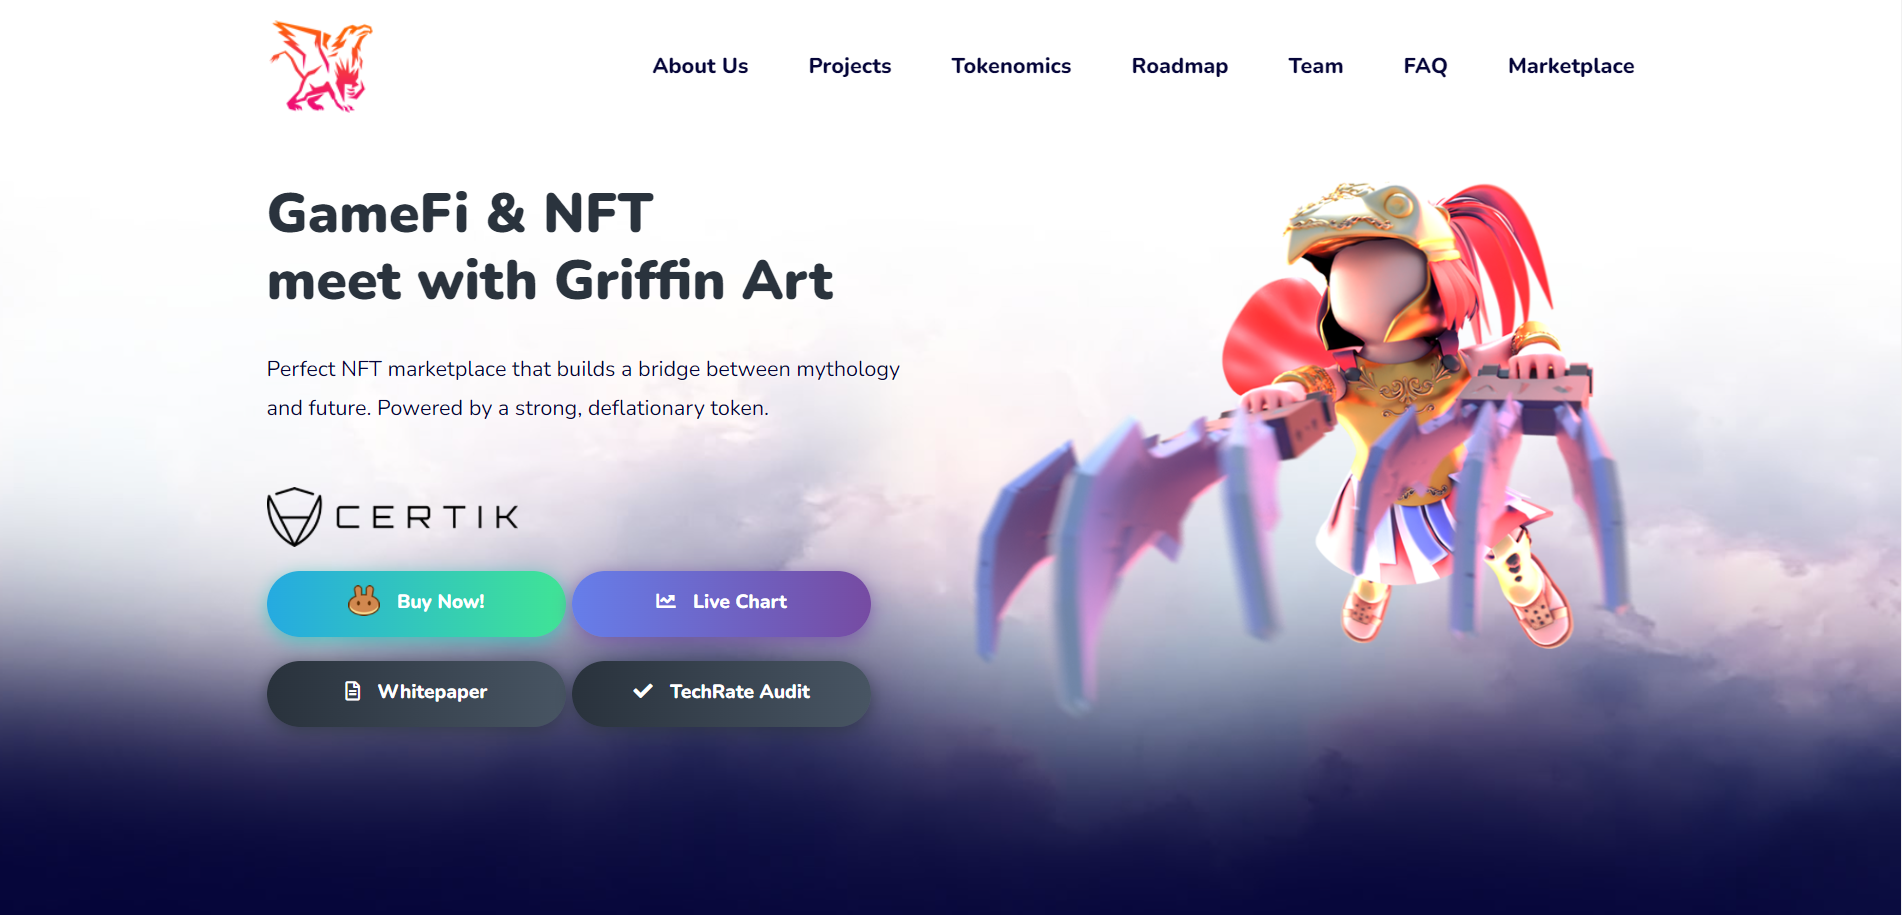 About Us
Projects
Tokenomics
Roadmap
Team
FAQ
Marketplace
GameFi & NFT
meet with Griffin Art
Perfect NFT marketplace that builds a bridge between mythology
and future. Powered by a strong, deflationary token.
CERTIK
Buy Now!
Live Chart
Whitepaper
TechRate Audit